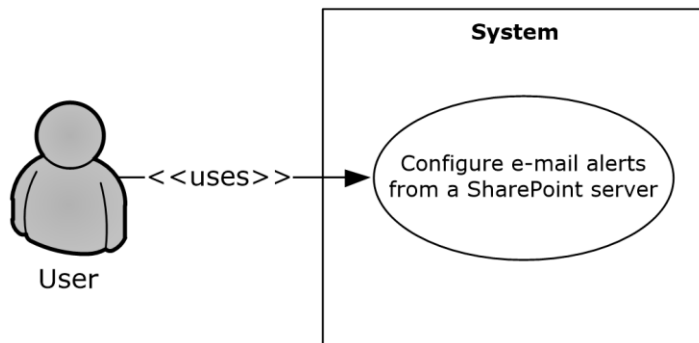 System
<<uses>>
Configure e-mail alerts
from a SharePoint server
User